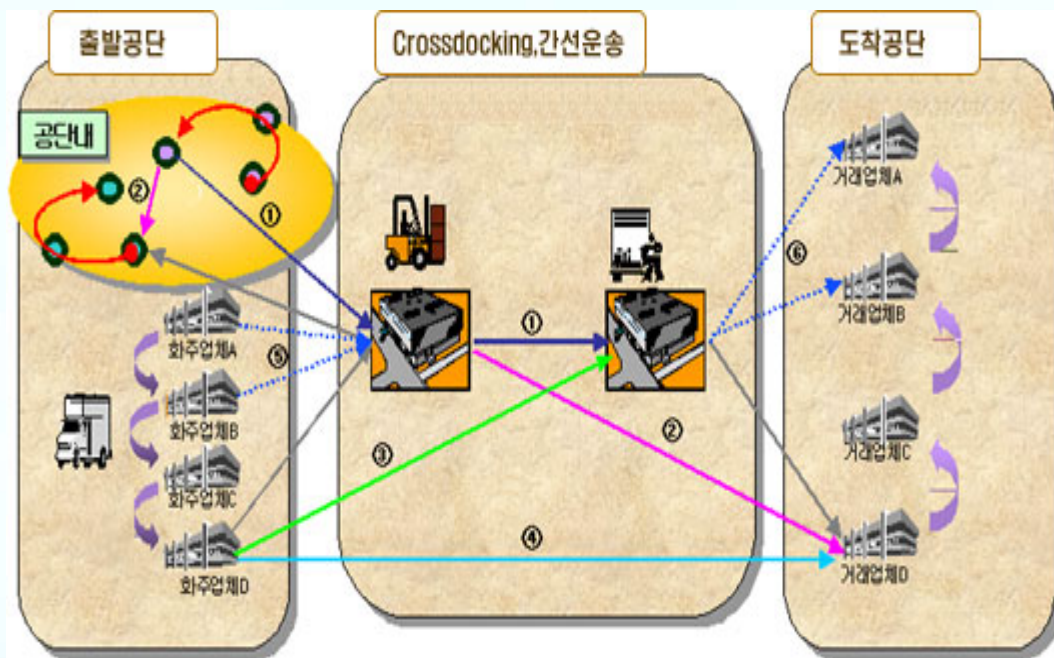 출발공단
Crossdocking,간선운송
도착공단
공단내
②
①
⑤
화주업체A
화주업체B
화주업체C
화주업체D
①
②
③
④
⑥
거래업체A
거래업체B
거래업체C
거래업체D